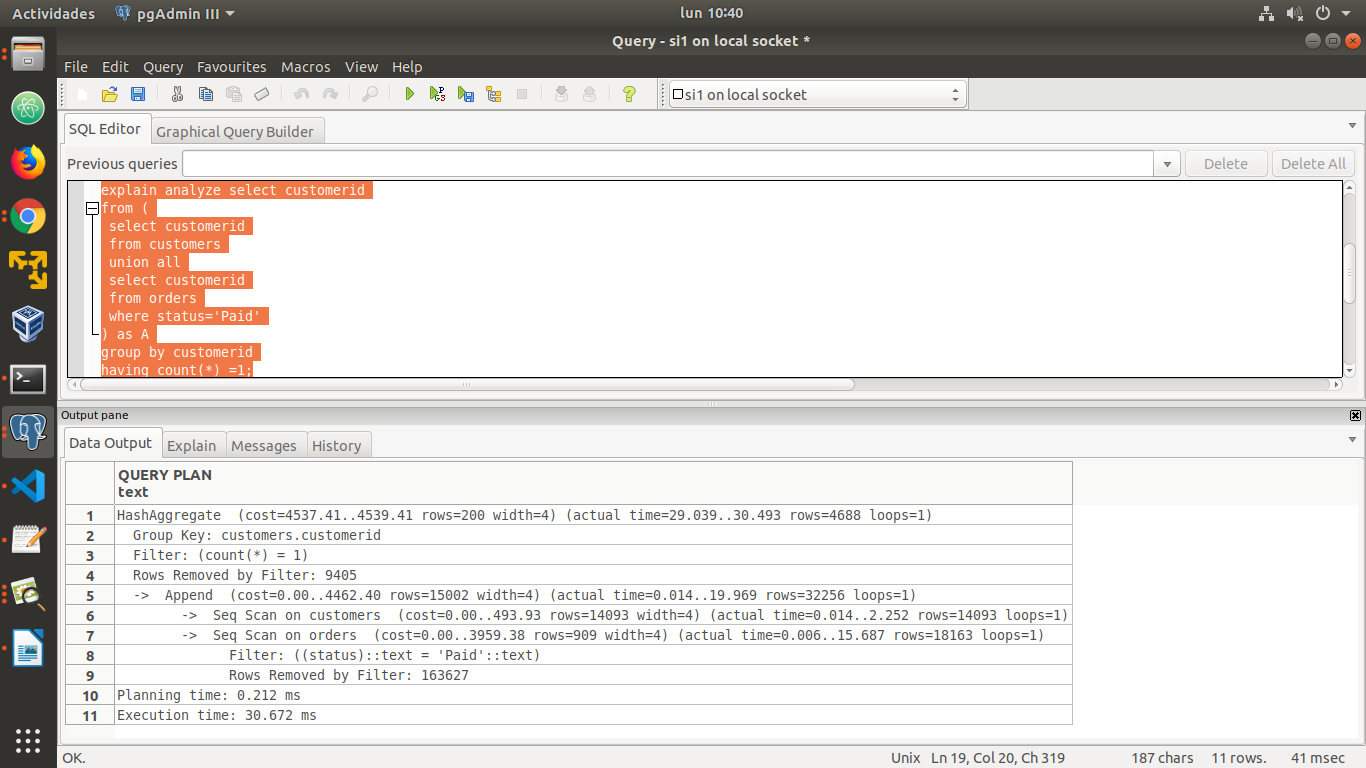 Actividades pgAdmin III lun 10:40
Query - si1 on local socket *
File Edit Query Favourites Macros View Help
si1 on local socket
SQL Editor Graphical Query Builder
Previous queries Delete Delete All
explain analyze select customerid
from (
select customerid
from customers
union all
select customerid
from orders
where status='Paid'
) as A
group by customerid
having count(*) =1;
Output pane
Data Output Explain Messages History
QUERY PLAN
text
1 HashAggregate (cost=4537.41..4539.41 rows=200 width=4) (actual time=29.039..30.493 rows=4688 loops=1)
2 Group Key: customers.customerid
3 Filter: (count(*) = 1)
4 Rows Removed by Filter: 9405
5 -> Append (cost=0.00..4462.40 rows=15002 width=4) (actual time=0.014..19.969 rows=32256 loops=1)
6 -> Seq Scan on customers (cost=0.00..493.93 rows=14093 width=4) (actual time=0.014..2.252 rows=14093 loops=1)
7 -> Seq Scan on orders (cost=0.00..3959.38 rows=909 width=4) (actual time=0.006..15.687 rows=18163 loops=1)
8 Filter: ((status)::text = 'Paid'::text)
9 Rows Removed by Filter: 163627
10 Planning time: 0.212 ms
11 Execution time: 30.672 ms
OK. Unix Ln 19, Col 20, Ch 319 187 chars 11 rows. 41 msec